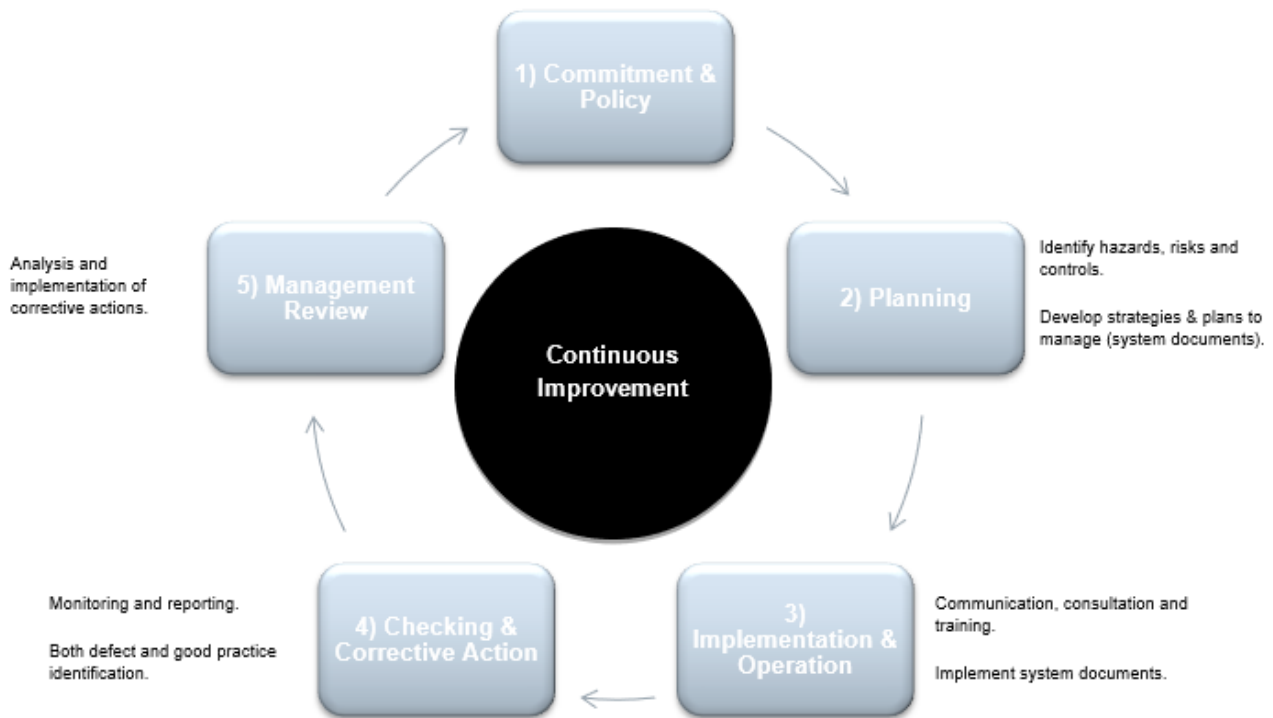 1) Commitment &
Policy
2) Planning
Identify hazards, risks and
controls.
Develop strategies & plans to
manage (system documents).
3)
Implementation &
Operation
Communication, consultation and
training.
Implement system documents.
4) Checking &
Corrective Action
Monitoring and reporting.
Both defect and good practice
identification.
5) Management
Review
Analysis and
implementation of
corrective actions.
Continuous
Improvement